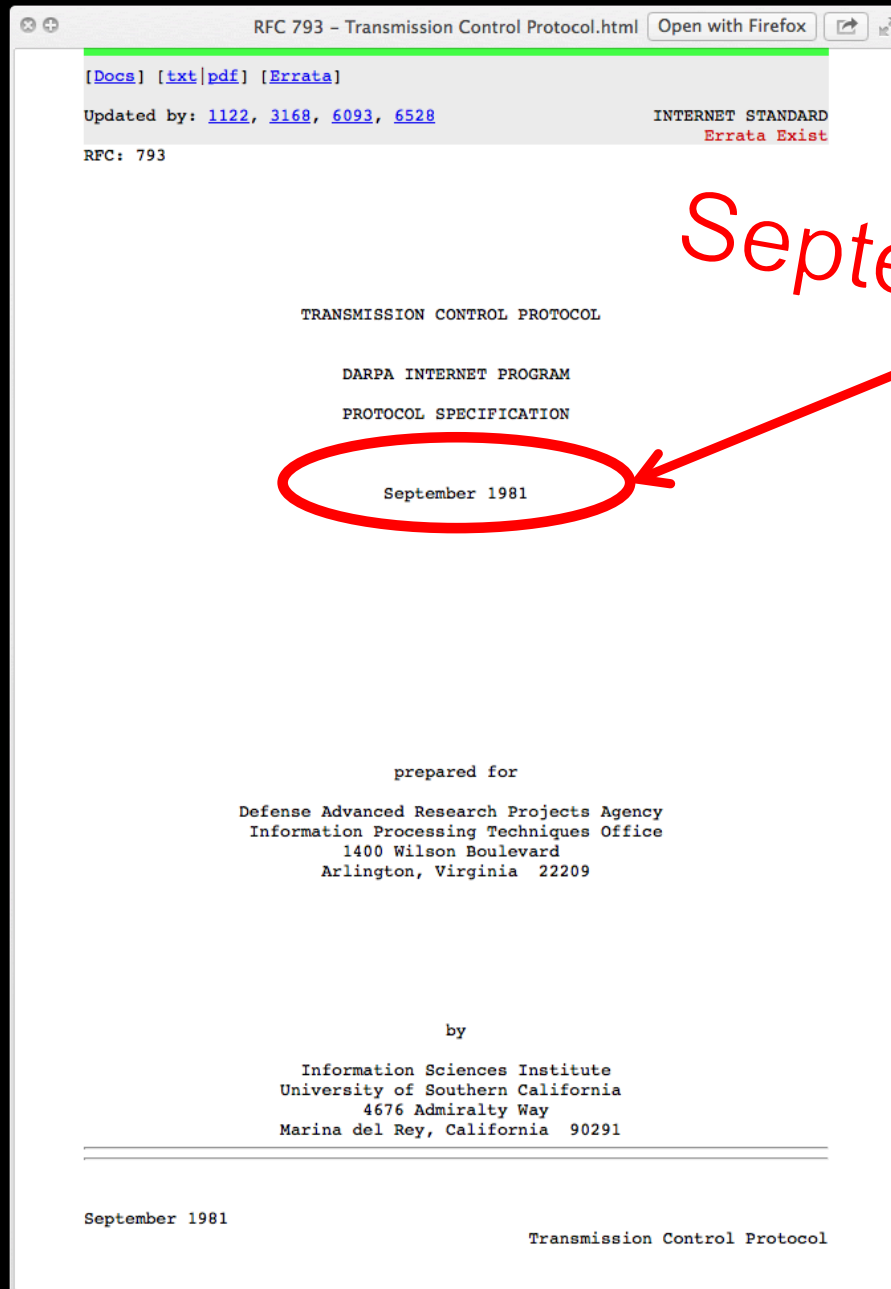 RFC 793 – Transmission Control Protocol.html Open with Firefox
[Docs] [txt|pdf] [Errata]
Updated by: 1122, 3168, 6093, 6528 INTERNET STANDARD
Errata Exist
RFC: 793
Septe
TRANSMISSION CONTROL PROTOCOL
DARPA INTERNET PROGRAM
PROTOCOL SPECIFICATION
September 1981
prepared for
Defense Advanced Research Projects Agency
Information Processing Techniques Office
1400 Wilson Boulevard
Arlington, Virginia 22209
by
Information Sciences Institute
University of Southern California
4676 Admiralty Way
Marina del Rey, California 90291
September 1981
Transmission Control Protocol